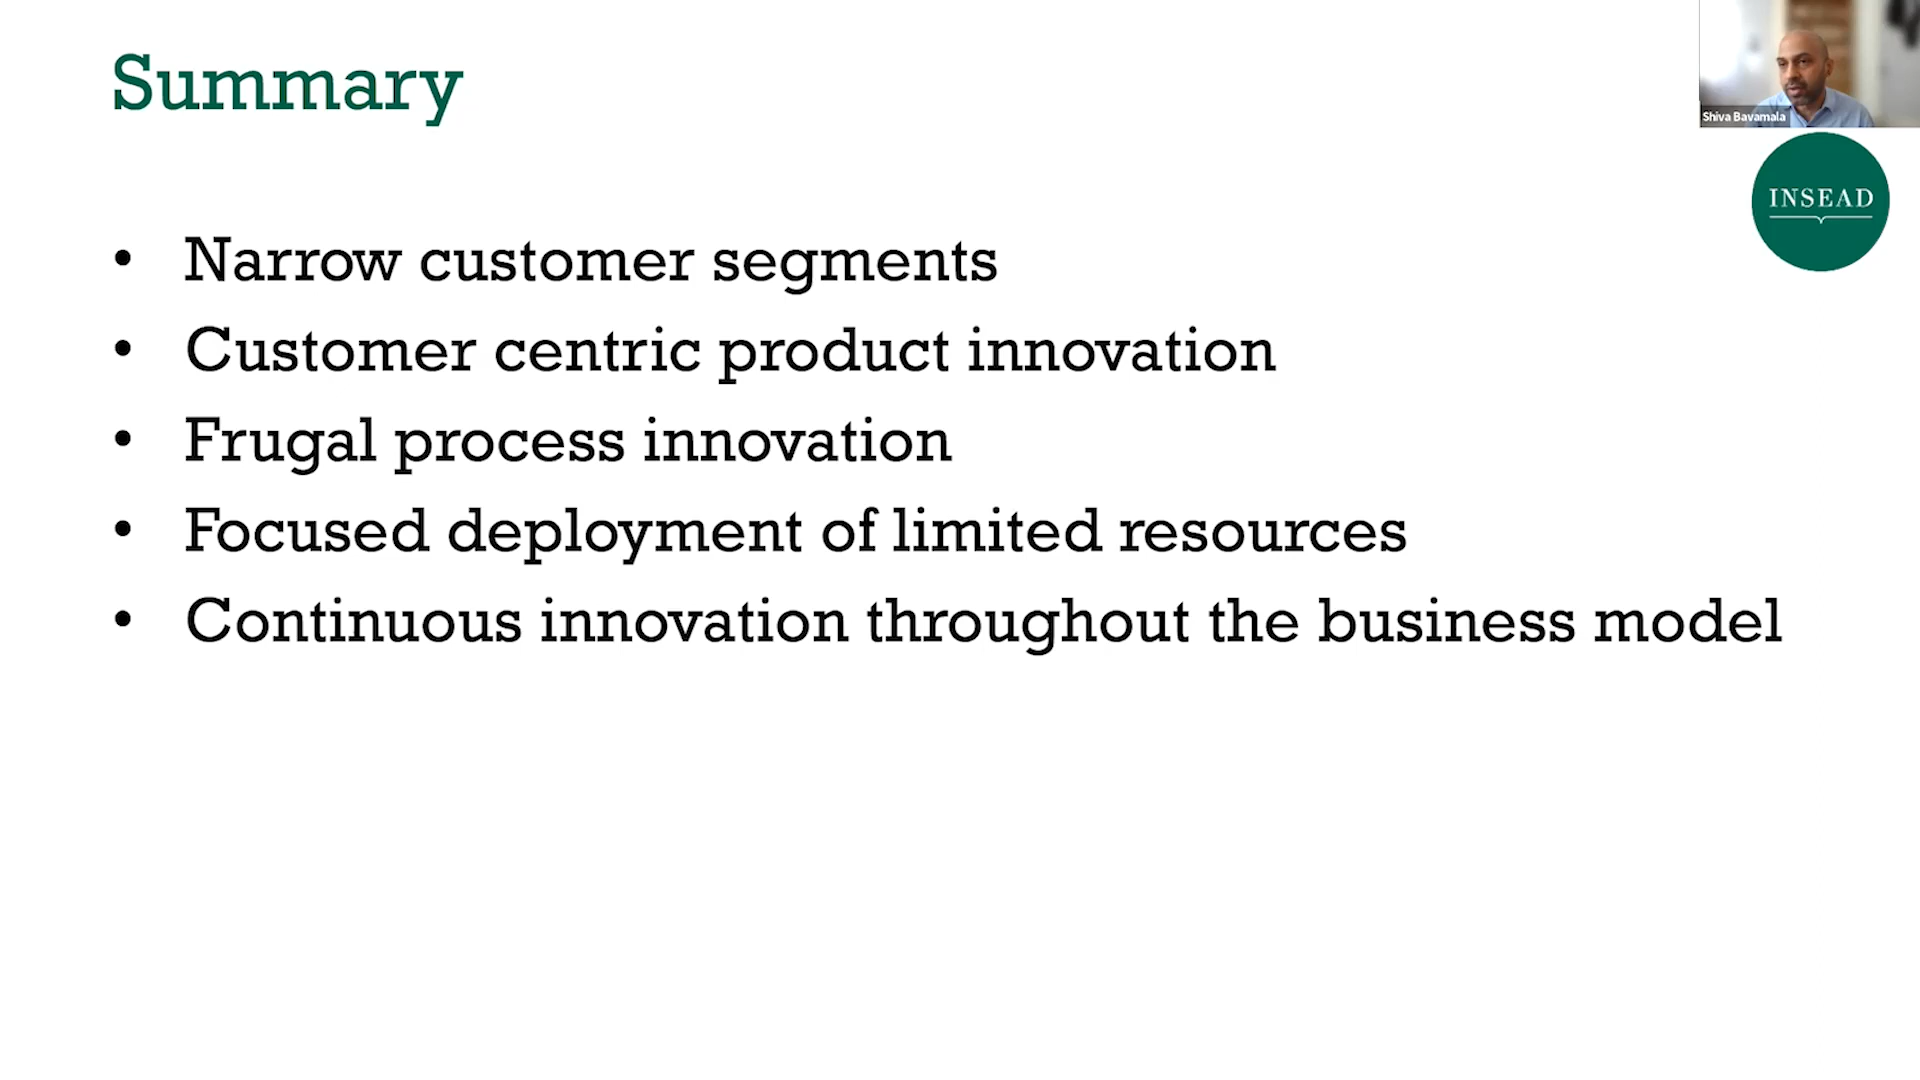 Summary
Shiva Bavamala
INSEAD
• Narrow customer segments
• Customer centric product innovation
• Frugal process innovation
• Focused deployment of limited resources
• Continuous innovation throughout the business model